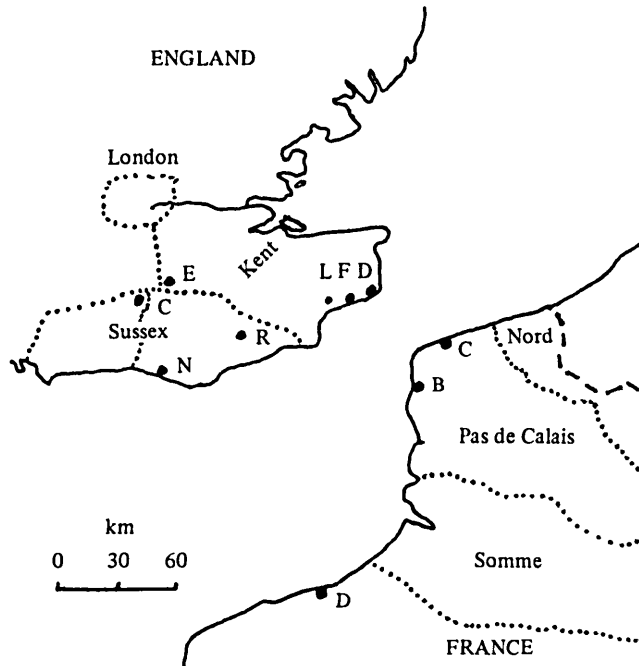 ENGLAND
London
Kent
L F D
E
C
Sussex
R
N
C
Nord
B
Pas de Calais
km
0 30 60
Somme
D
FRANCE